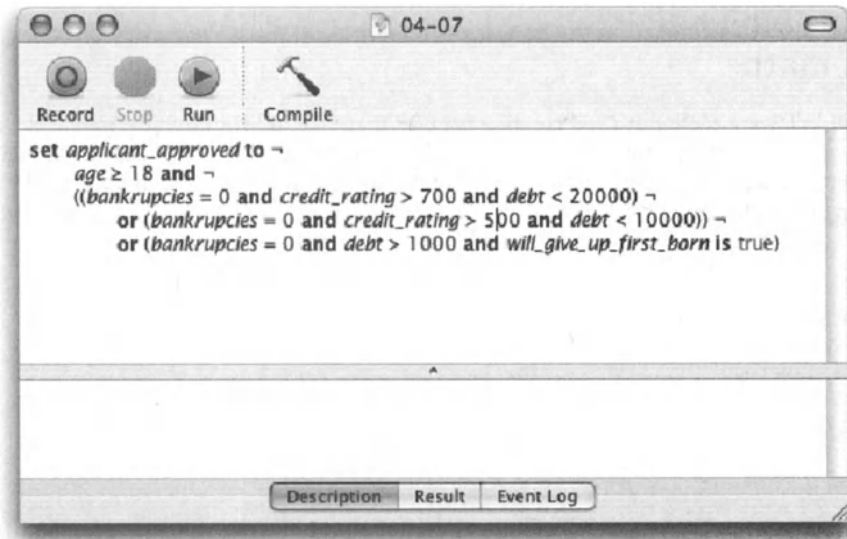 04-07
Record Stop Run Compile
set applicant_approved to ¬
age ≥ 18 and ¬
((bankrupcies = 0 and credit_rating > 700 and debt < 20000) ¬
or (bankrupcies = 0 and credit_rating > 500 and debt < 10000)) ¬
or (bankrupcies = 0 and debt > 1000 and will_give_up_first_born is true)
Description Result Event Log